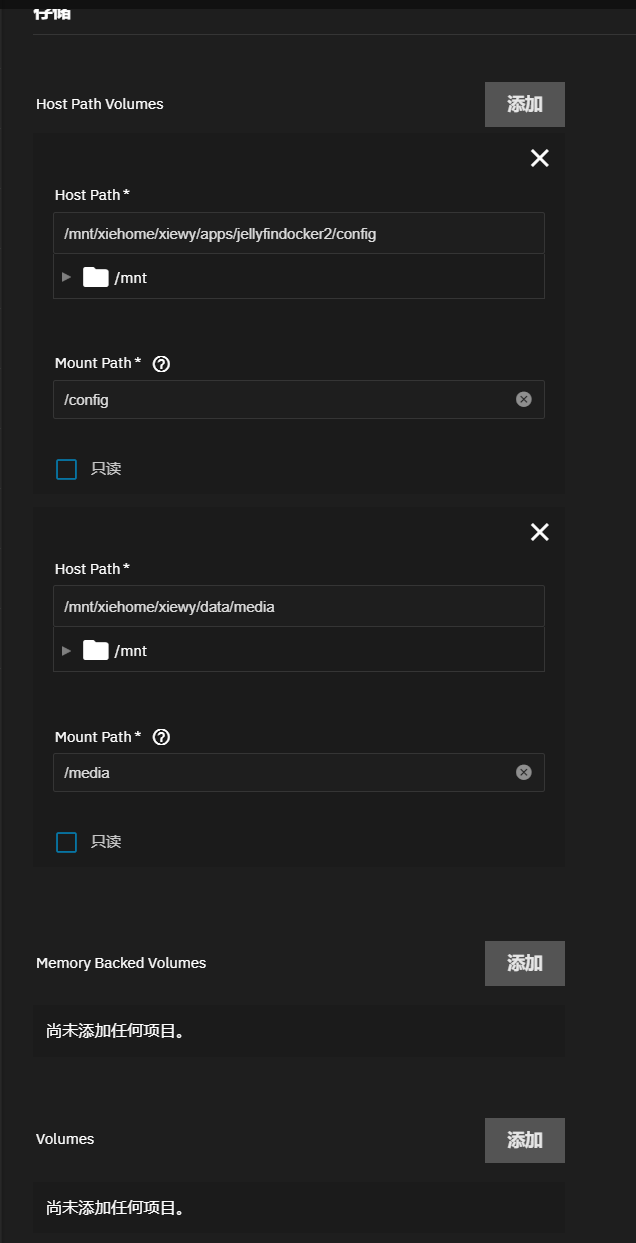 存储
Host Path Volumes
添加
Host Path*
/mnt/xiehome/xiewy/apps/jellyfindocker2/config
/mnt
Mount Path*
/config
只读
Host Path*
/mnt/xiehome/xiewy/data/media
/mnt
Mount Path*
/media
只读
Memory Backed Volumes
添加
尚未添加任何项目。
Volumes
添加
尚未添加任何项目。